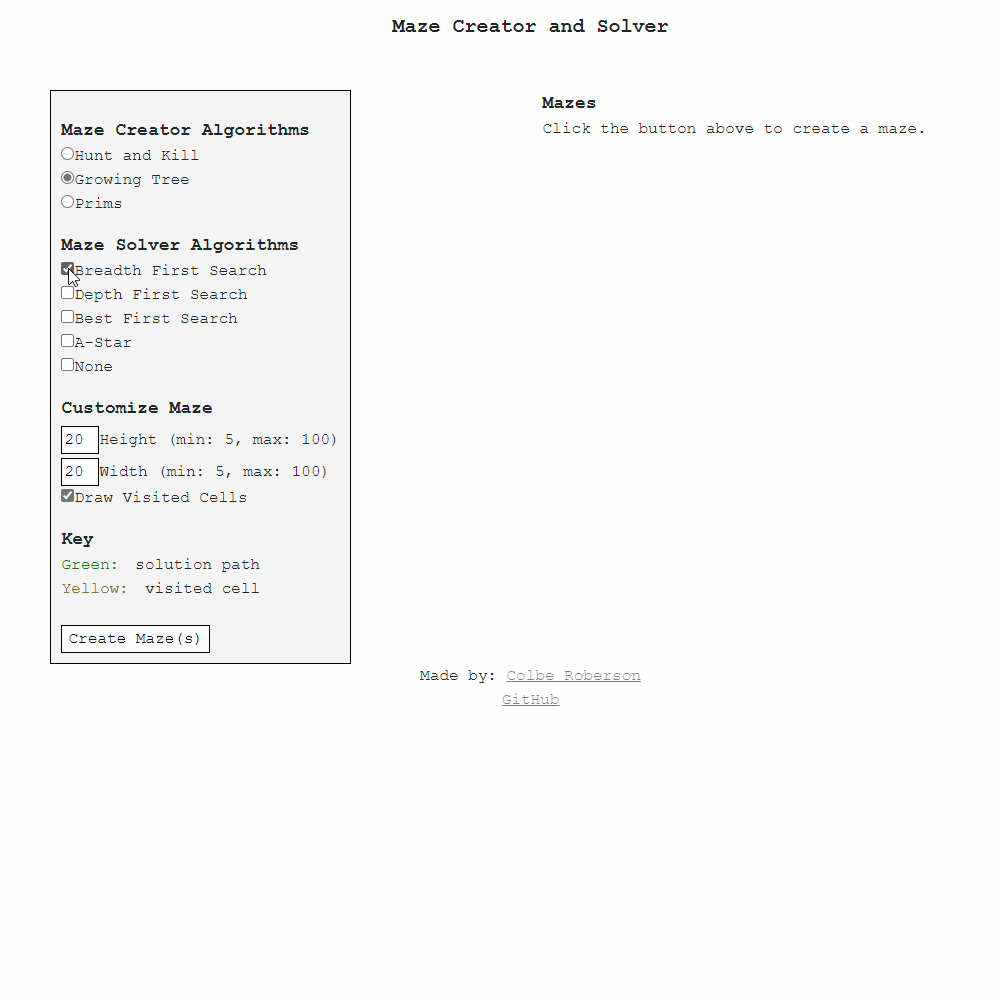 Maze Creator and Solver
Maze Creator Algorithms
Hunt and Kill
Growing Tree
Prims
Maze Solver Algorithms
Breadth First Search
Depth First Search
Best First Search
A-Star
None
Customize Maze
20 Height (min: 5, max: 100)
20 Width (min: 5, max: 100)
Draw Visited Cells
Key
Green: solution path
Yellow: visited cell
Create Maze(s)
Mazes
Click the button above to create a maze.
Made by: Colbe Roberson
GitHub